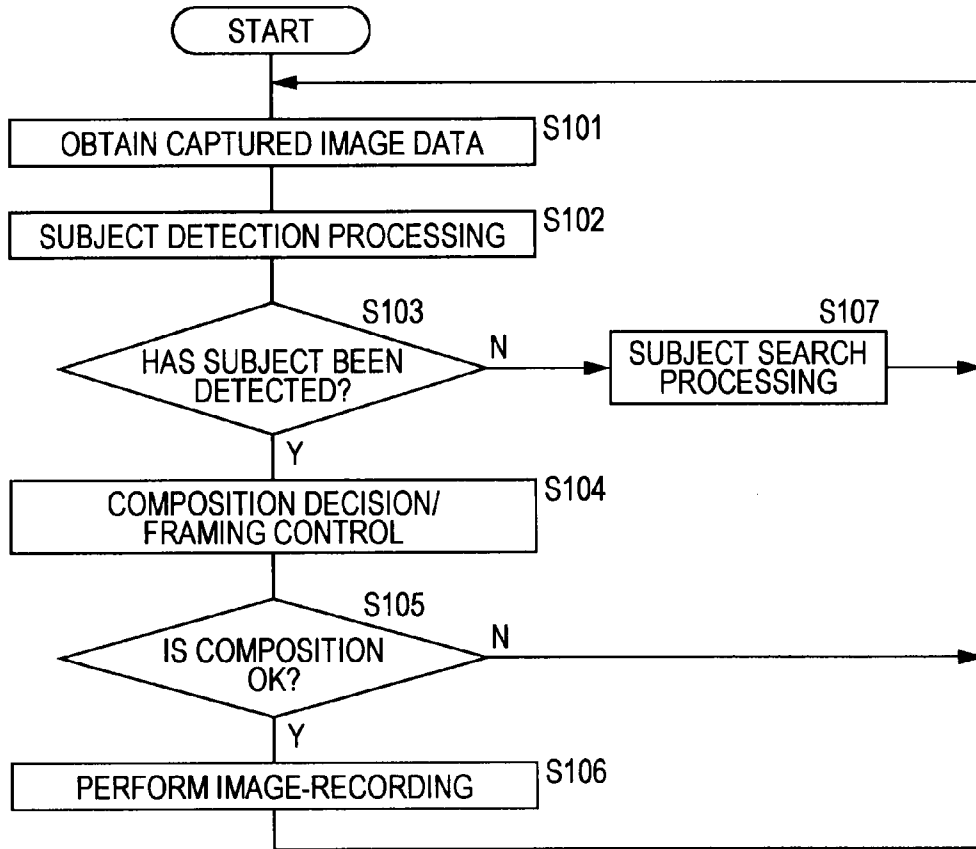 START
OBTAIN CAPTURED IMAGE DATA
S101
SUBJECT DETECTION PROCESSING
S102
S103
HAS SUBJECT BEEN
DETECTED?
N
Y
S107
SUBJECT SEARCH
PROCESSING
COMPOSITION DECISION/
FRAMING CONTROL
S104
S105
IS COMPOSITION
OK?
N
Y
PERFORM IMAGE-RECORDING
S106